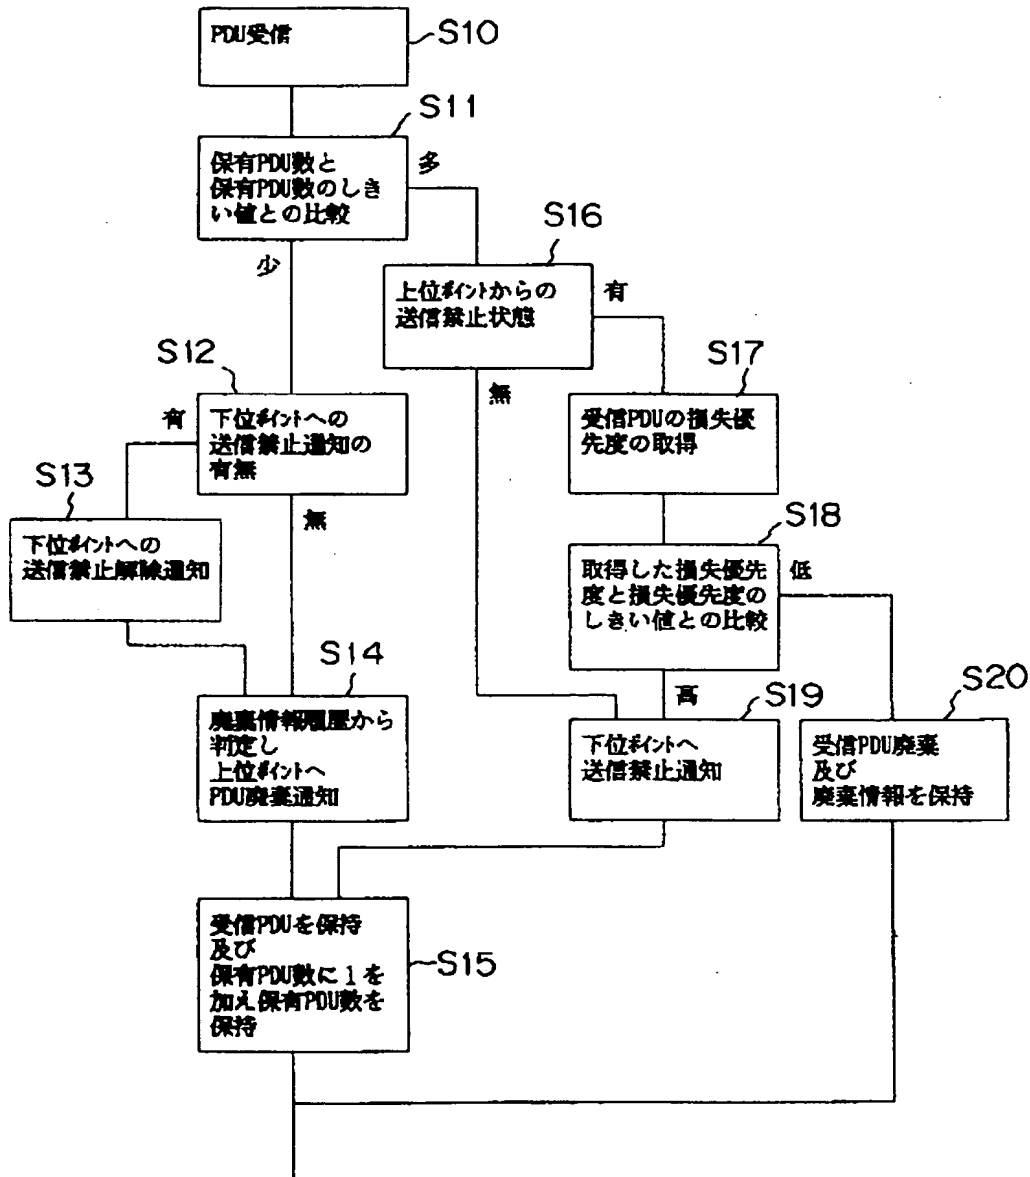 PDU受信
S10
S11
保有PDU数と
保有PDU数のしき
い値との比較
多
少
S16
上位ポイントからの
送信禁止状態
有
無
S12
有
下位ポイントへの
送信禁止通知の
有無
無
S17
受信PDUの損失優
先度の取得
S13
下位ポイントへの
送信禁止解除通知
S18
取得した損失優先
度と損失優先度の
しきい値との比較
低
高
S14
廃棄情報履歴から
判定し
上位ポイントへ
PDU廃棄通知
S19
下位ポイントへ
送信禁止通知
S20
受信PDU廃棄
及び
廃棄情報を保持
受信PDUを保持
及び
保有PDU数に1を
加え保有PDU数を
保持
S15